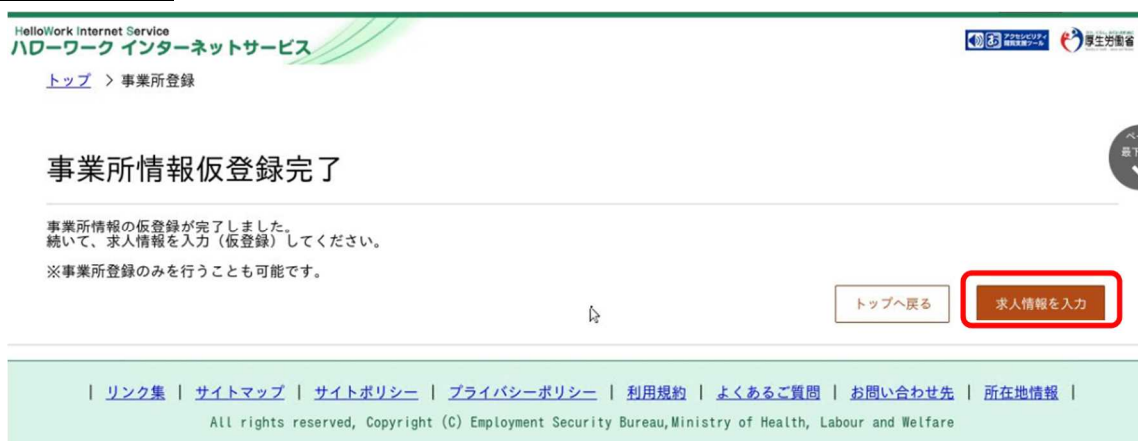 HelloWork Internet Service
ハローワーク インターネットサービス
厚生労働省
トップ > 事業所登録
最下
事業所情報仮登録完了
事業所情報の仮登録が完了しました。
続いて、求人情報を入力(仮登録)してください。
※事業所登録のみを行うことも可能です。
トップへ戻る 求人情報を入力
| リンク集 | サイトマップ | サイトポリシー | プライバシーポリシー | 利用規約 | よくあるご質問 | お問い合わせ先 | 所在地情報 |
All rights reserved, Copyright (C) Employment Security Bureau,Ministry of Health, Labour and Welfare